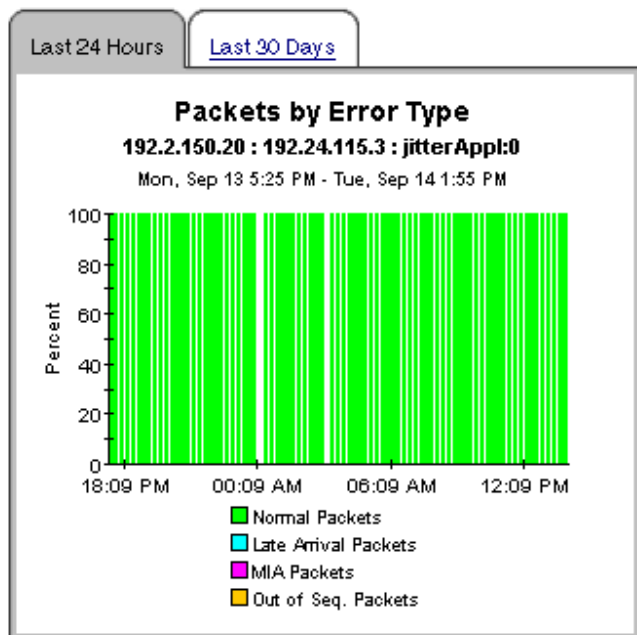 Last 24 Hours
Last 30 Days
Packets by Error Type
192.2.150.20 : 192.24.115.3 : jitterAppl:0
Mon, Sep 13 5:25 PM - Tue, Sep 14 1:55 PM
100
80
60
40
20
0
Percent
18:09 PM 00:09 AM 06:09 AM 12:09 PM
Normal Packets
Late Arrival Packets
MIA Packets
Out of Seq. Packets